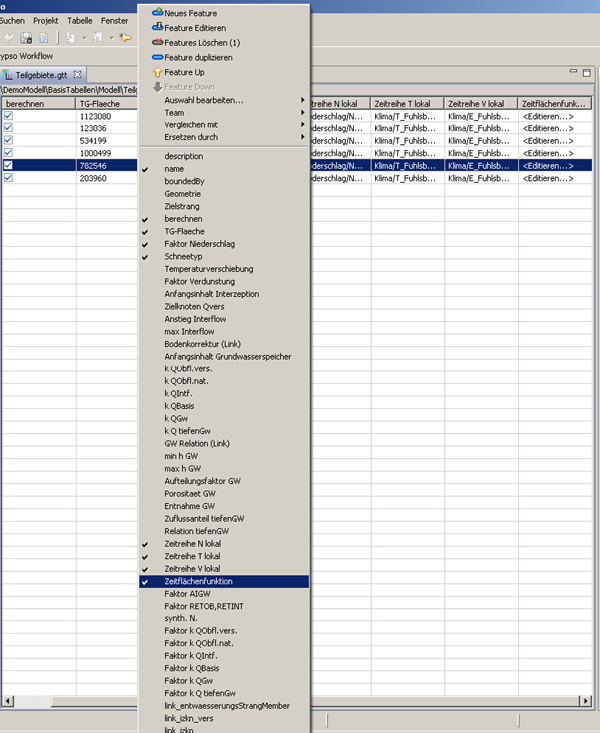 o
Suchen Projekt Tabelle Fenster
ypso Workflow
Teilgebiete.gtt
\DemoModell\BasisTabellen\Modell\Teilg
berechnen TG-Flaeche treihe N lokal Zeitreihe T lokal Zeitreihe V lokal Zeitflächenfunk...
1123080 derschlag/N... Klima/T_Fuhlsb... Klima/E_Fuhlsb... <Editieren...>
123036 derschlag/N... Klima/T_Fuhlsb... Klima/E_Fuhlsb... <Editieren...>
534199 derschlag/N... Klima/T_Fuhlsb... Klima/E_Fuhlsb... <Editieren...>
1000499 derschlag/N... Klima/T_Fuhlsb... Klima/E_Fuhlsb... <Editieren...>
782546 derschlag/N... Klima/T_Fuhlsb... Klima/E_Fuhlsb... <Editieren...>
203960 derschlag/N... Klima/T_Fuhlsb... Klima/E_Fuhlsb... <Editieren...>
Neues Feature
Feature Editieren
Features Löschen (1)
Feature duplizieren
Feature Up
Feature Down
Auswahl bearbeiten...
Team
Vergleichen mit
Ersetzen durch
description
name
boundedBy
Geometrie
Zielstrang
berechnen
TG-Flaeche
Faktor Niederschlag
Schneetyp
Temperaturverschiebung
Faktor Verdunstung
Anfangsinhalt Interzeption
Zielknoten Qvers
Anstieg Interflow
max Interflow
Bodenkorrektur (Link)
Anfangsinhalt Grundwasserspeicher
k QObfl.vers.
k QObfl.nat.
k QIntf.
k QBasis
k QGw
k Q tiefenGw
GW Relation (Link)
min h GW
max h GW
Aufteilungsfaktor GW
Porositaet GW
Entnahme GW
Zuflussanteil tiefenGW
Relation tiefenGW
Zeitreihe N lokal
Zeitreihe T lokal
Zeitreihe V lokal
Zeitflächenfunktion
Faktor AIGW
Faktor RETOB,RETINT
synth. N.
Faktor k QObfl.vers.
Faktor k QObfl.nat.
Faktor k QIntf.
Faktor k QBasis
Faktor k QGw
Faktor k Q tiefenGw
link_entwaesserungsStrangMember
link_izkn_vers
link_izkn